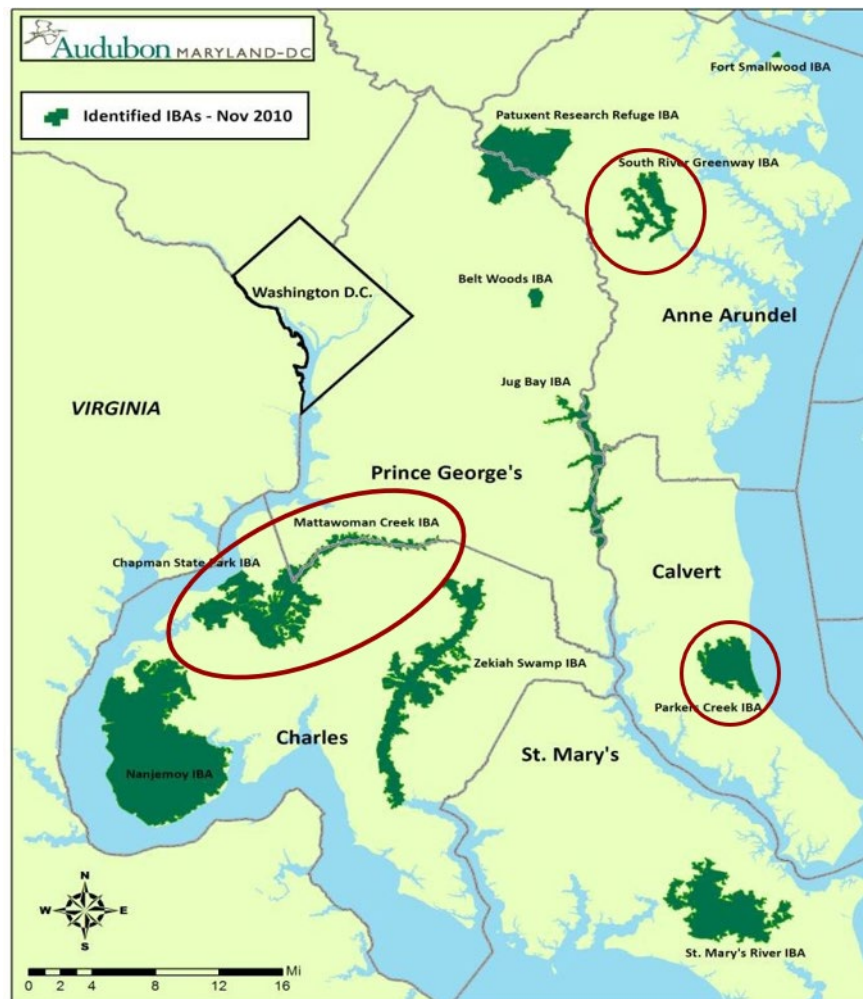 Audubon MARYLAND-DC
Fort Smallwood IBA
Identified IBAs - Nov 2010
Patuxent Research Refuge IBA
South River Greenway IBA
Belt Woods IBA
Washington D.C.
Anne Arundel
Jug Bay IBA
VIRGINIA
Prince George's
Mattawoman Creek IBA
Chapman State Park IBA
Calvert
Zekiah Swamp IBA
Parkers Creek IBA
Charles
St. Mary's
Nanjemoy IBA
N
W E
S
St. Mary's River IBA
Mi
0 2 4 8 12 16